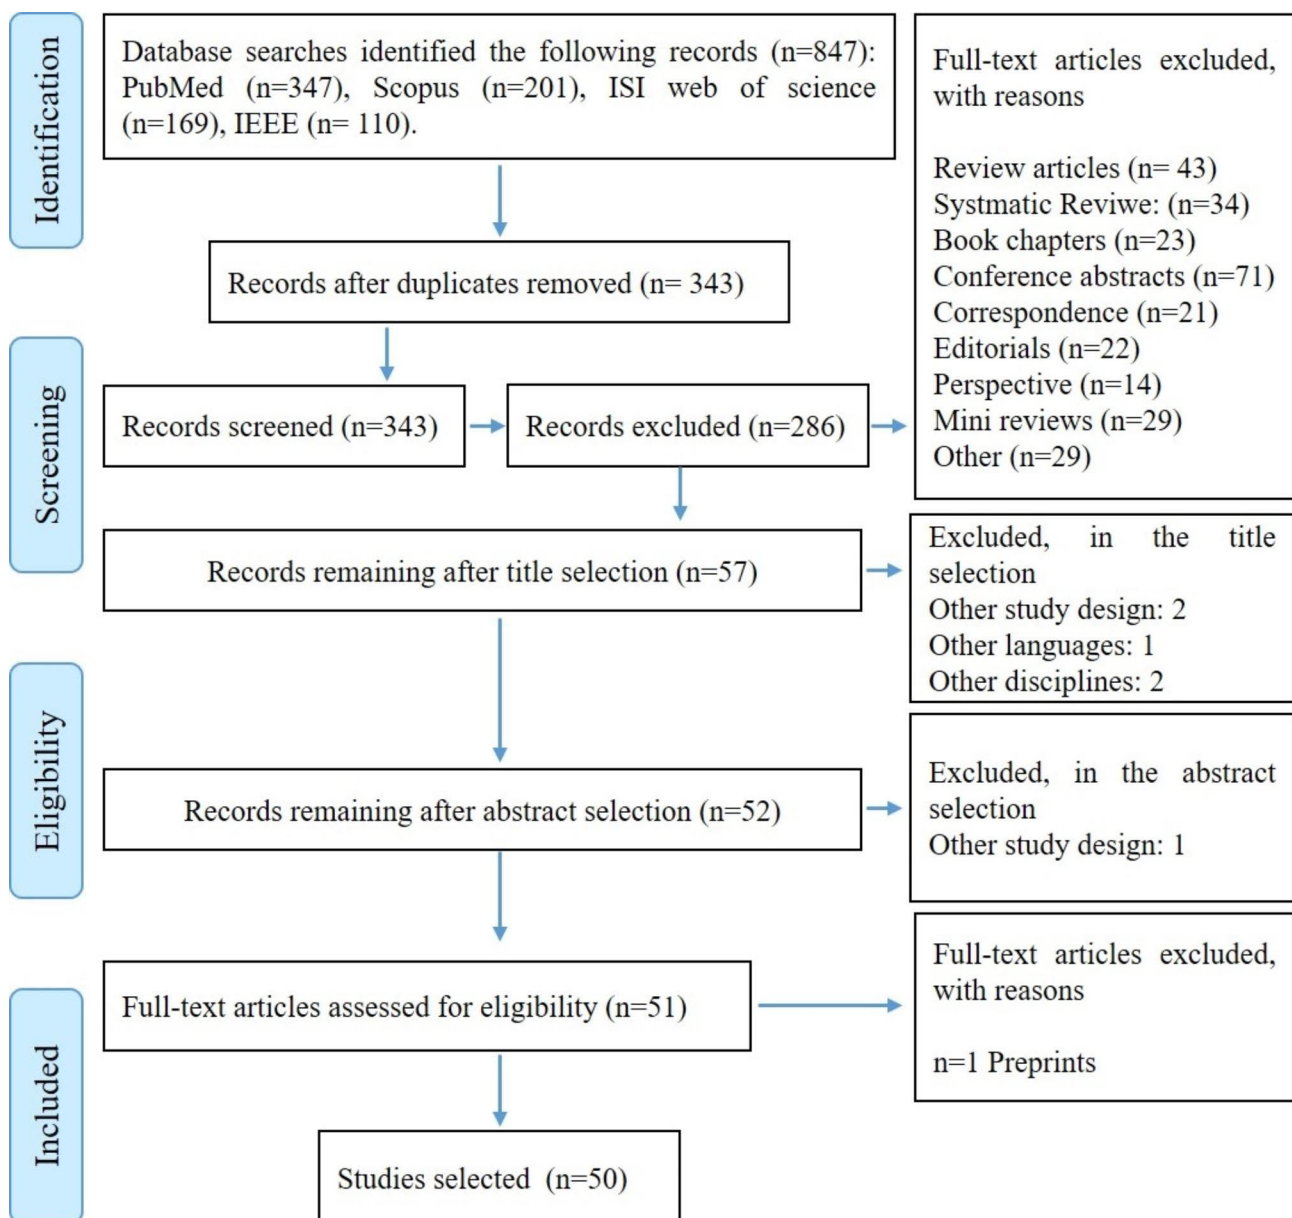 Identification
Database searches identified the following records (n=847):
PubMed (n=347), Scopus (n=201), ISI web of science
(n=169), IEEE (n= 110).
Records after duplicates removed (n= 343)
Screening
Records screened (n=343)
Records excluded (n=286)
Full-text articles excluded,
with reasons
Review articles (n= 43)
Systmatic Reviwe: (n=34)
Book chapters (n=23)
Conference abstracts (n=71)
Correspondence (n=21)
Editorials (n=22)
Perspective (n=14)
Mini reviews (n=29)
Other (n=29)
Records remaining after title selection (n=57)
Excluded, in the title
selection
Other study design: 2
Other languages: 1
Other disciplines: 2
Eligibility
Records remaining after abstract selection (n=52)
Excluded, in the abstract
selection
Other study design: 1
Full-text articles assessed for eligibility (n=51)
Full-text articles excluded,
with reasons
n=1 Preprints
Included
Studies selected (n=50)